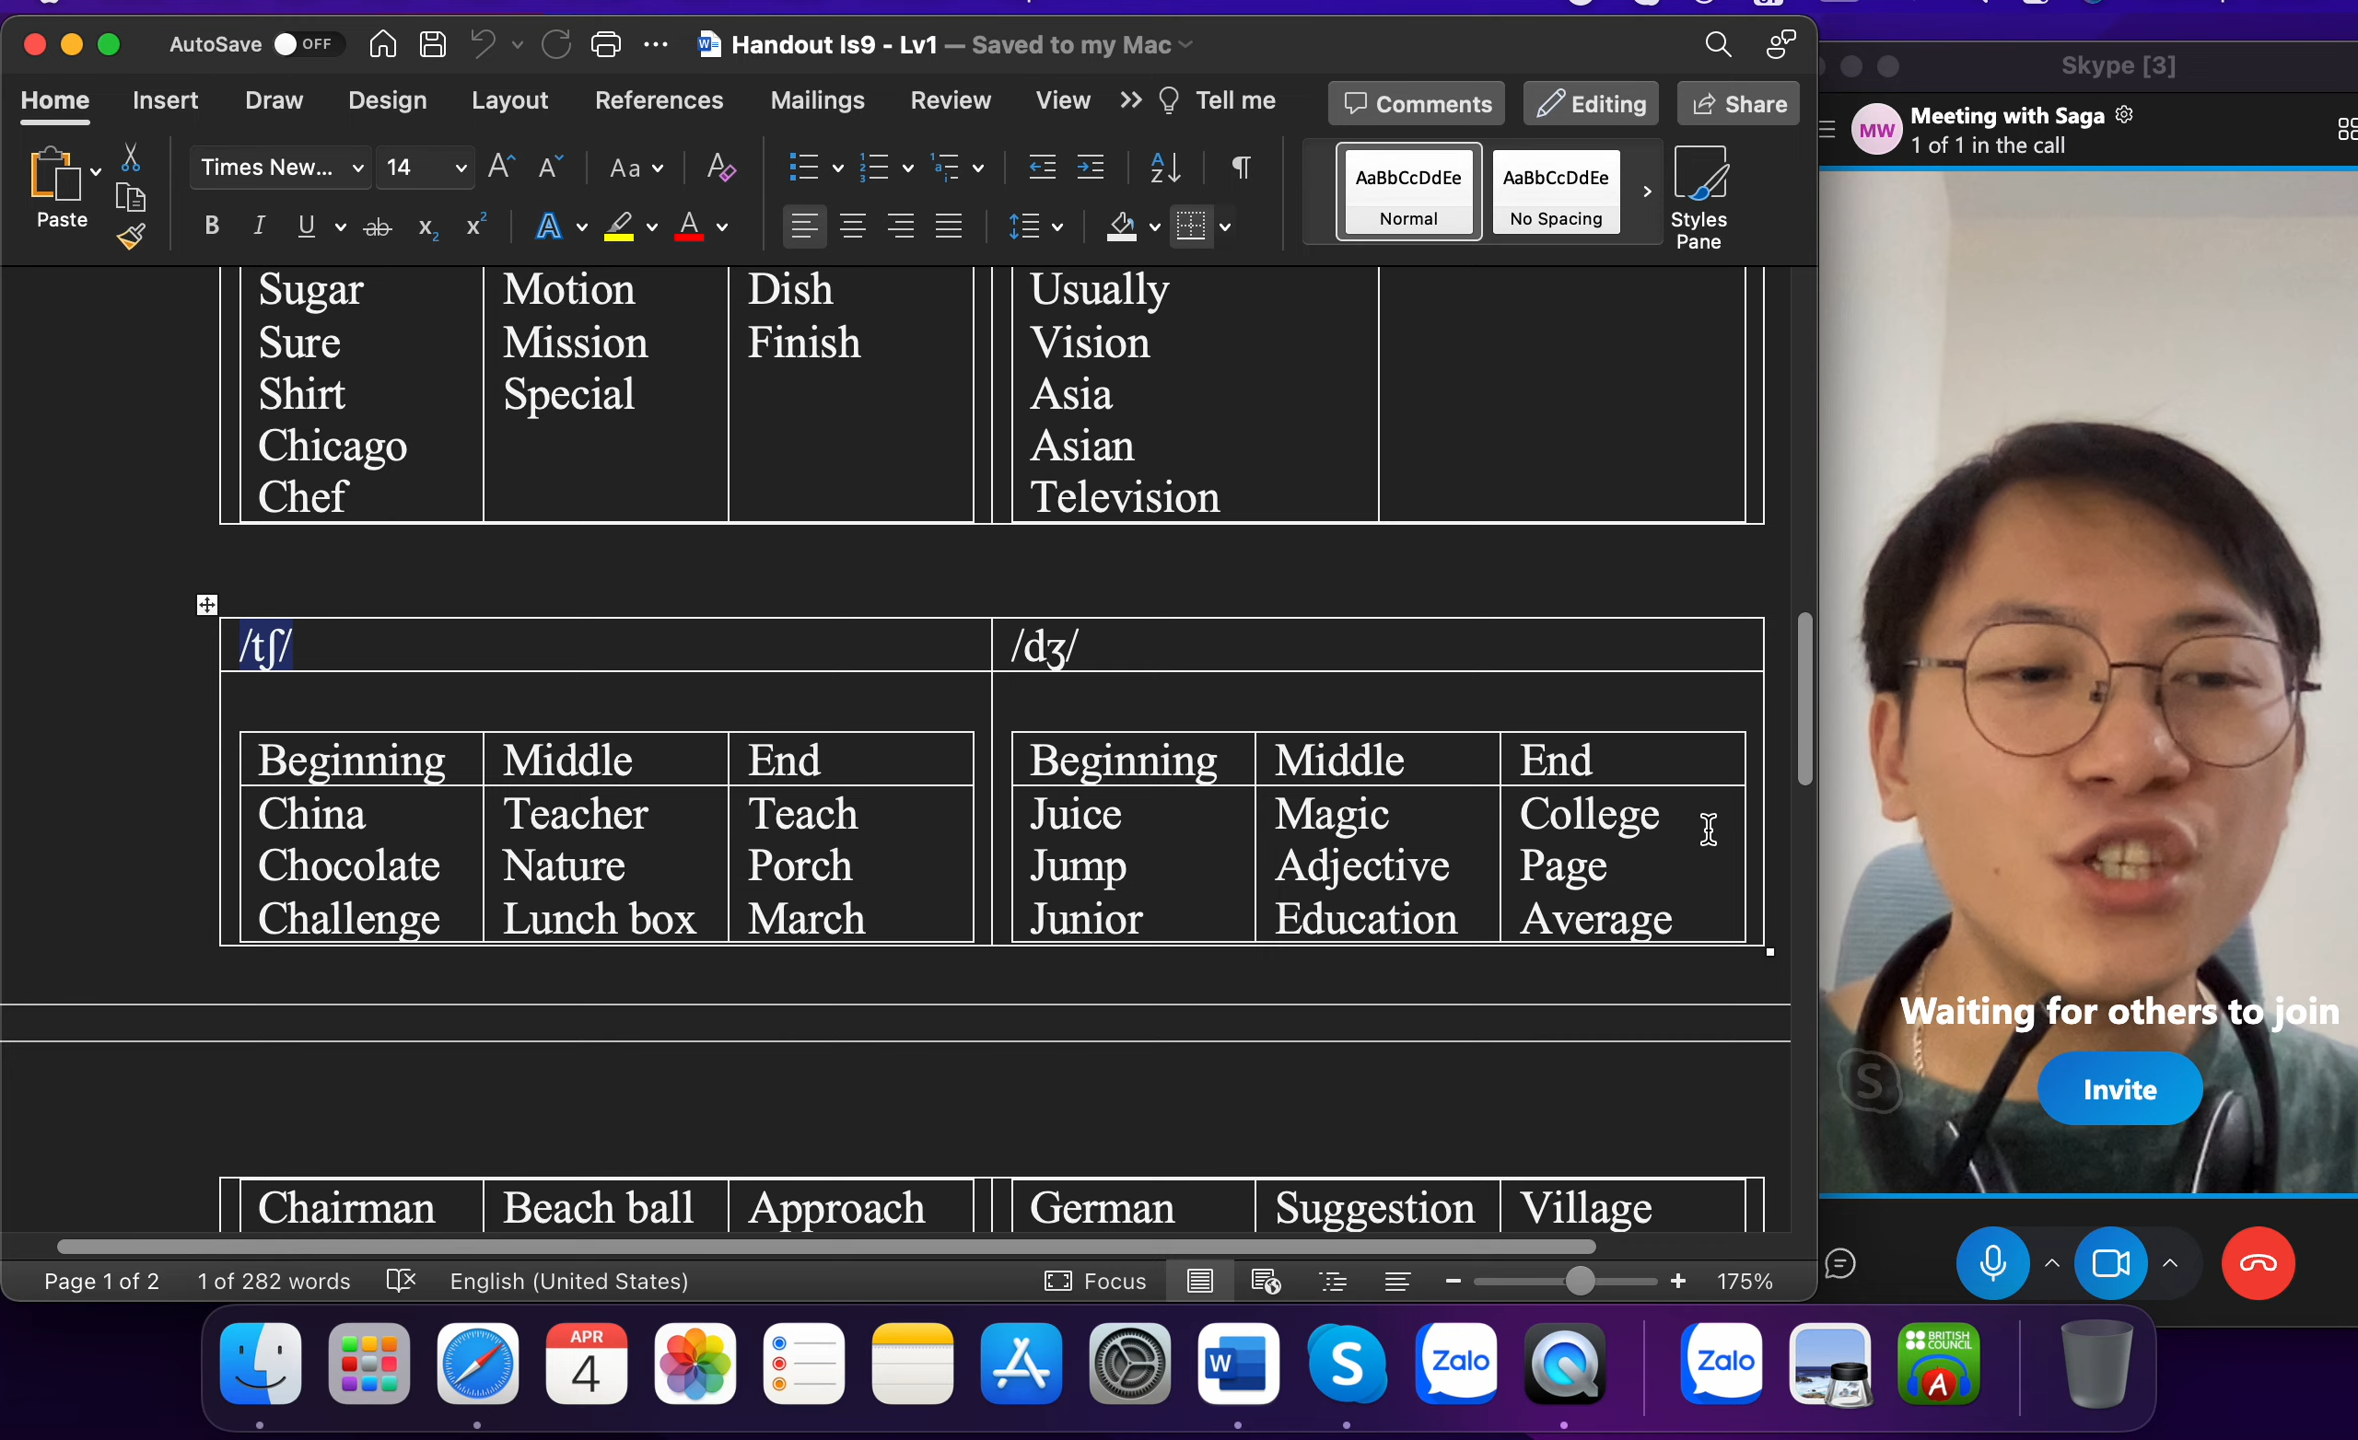 AutoSave OFF Handout ls9 - Lv1 — Saved to my Mac
Home Insert Draw Design Layout References Mailings Review View Tell me Comments Editing Share
Paste
Times New... 14
AaBbCcDdEe
Normal
AaBbCcDdEe
No Spacing
Styles
Pane
Sugar Motion Dish Usually
Sure Mission Finish Vision
Shirt Special Asia
Chicago Asian
Chef Television
/tʃ/ /dʒ/
Beginning Middle End Beginning Middle End
China Teacher Teach Juice Magic College
Chocolate Nature Porch Jump Adjective Page
Challenge Lunch box March Junior Education Average
Chairman Beach ball Approach German Suggestion Village
Page 1 of 2 1 of 282 words English (United States) Focus 175%
Skype [3]
MW
Meeting with Saga
1 of 1 in the call
Waiting for others to join
Invite
APR
4
W
S
Zalo
Zalo
BRITISH
COUNCIL
A